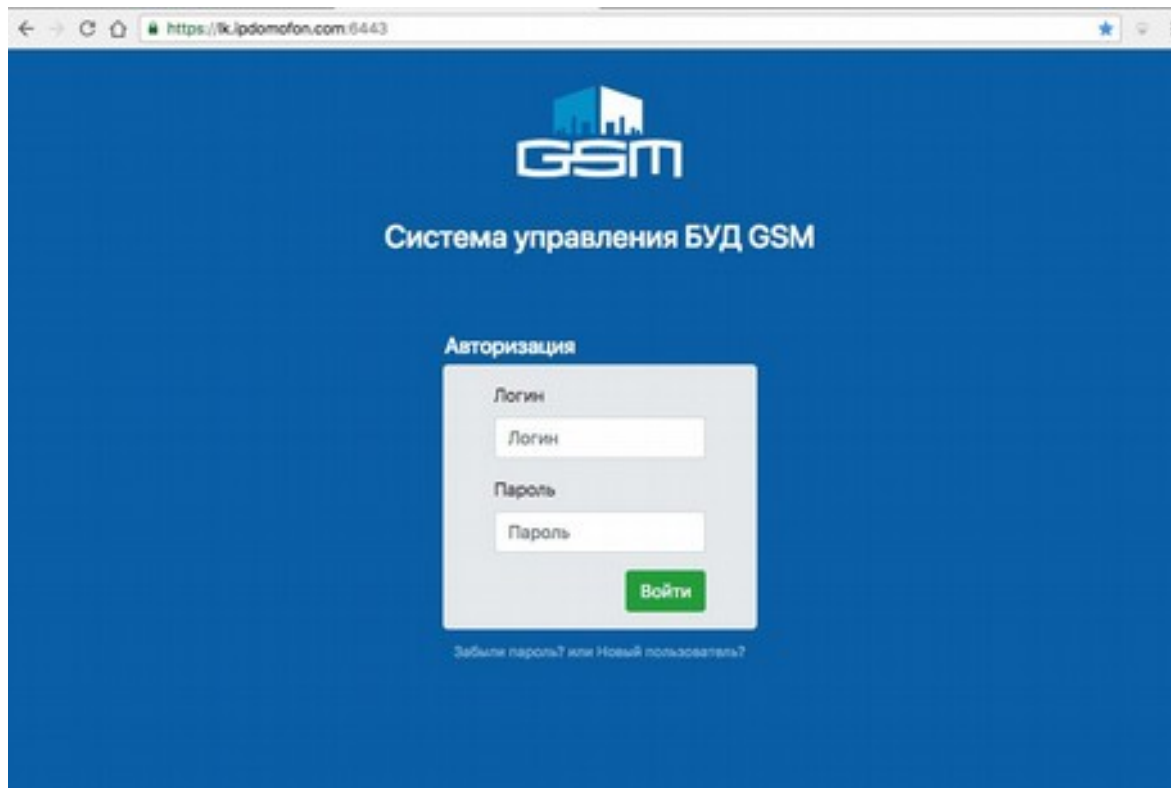 https://lk.ipdomofon.com:6443
GSM
Система управления БУД GSM
Авторизация
Логин
Логин
Пароль
Пароль
Войти
Забыли пароль? или Новый пользователь?